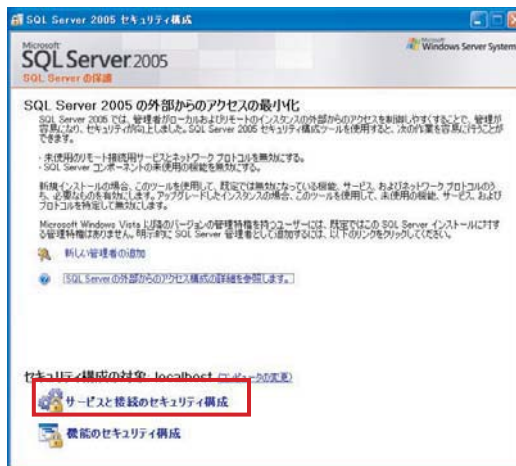 SQL Server 2005 セキュリティ構成
Microsoft
SQL Server 2005
Microsoft
Windows Server System
SQL Server の保護
SQL Server 2005 の外部からのアクセスの最小化
SQL Server 2005 では、管理者がローカルおよびリモートのインスタンスの外部からのアクセスを制御しやすくすることで、管理が
容易になり、セキュリティが向上しました。SQL Server 2005 セキュリティ構成ツールを使用すると、次の作業を容易に行うことが
できます。
・未使用のリモート接続用サービスとネットワーク プロトコルを無効にする。
・SQL Server コンポーネントの未使用の機能を無効にする。
新規インストールの場合、このツールを使用して、既定では無効になっている機能、サービス、およびネットワーク プロトコルのう
ち、必要なものを有効にします。アップグレードしたインスタンスの場合、このツールを使用して、未使用の機能、サービス、および
プロトコルを特定して無効にします。
Microsoft Windows Vista 以降のバージョンの管理特権を持つユーザーには、既定ではこの SQL Server インストールに対す
る管理特権はありません。明示的に SQL Server 管理者として追加するには、以下のリンクをクリックしてください。
新しい管理者の追加
SQL Server の外部からのアクセス構成の詳細を参照します。
セキュリティ構成の対象: localhost (コンピュータの変更)
サービスと接続のセキュリティ構成
機能のセキュリティ構成